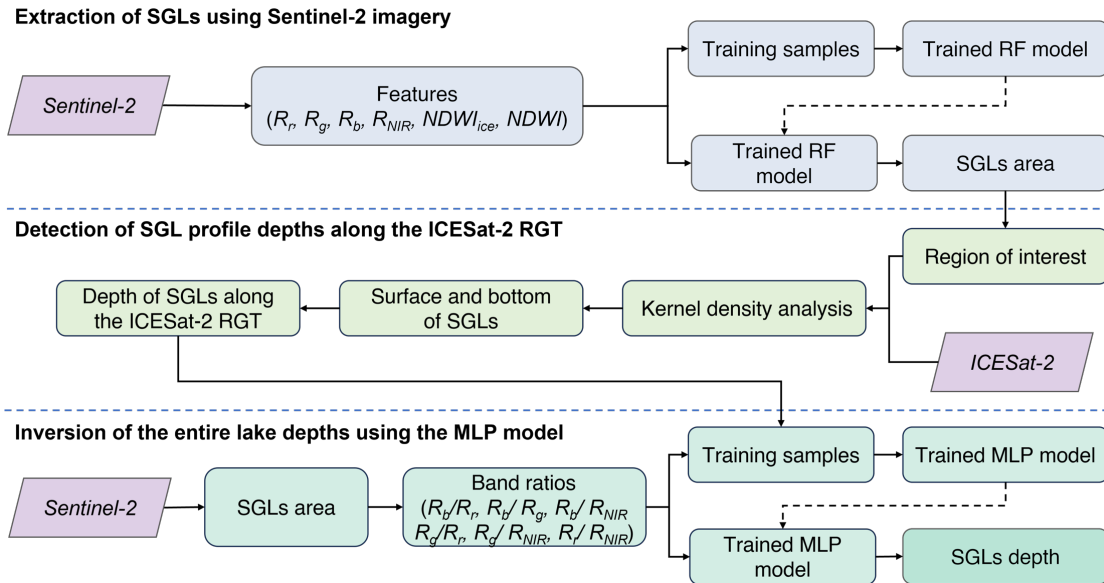 Extraction of SGLs using Sentinel-2 imagery
Training samples
Trained RF model
Sentinel-2
Features
(Rr, Rg, Rb, RNIR, NDWIice, NDWI)
Trained RF
model
SGLs area
Detection of SGL profile depths along the ICESat-2 RGT
Region of interest
Depth of SGLs along
the ICESat-2 RGT
Surface and bottom
of SGLs
Kernel density analysis
ICESat-2
Inversion of the entire lake depths using the MLP model
Training samples
Trained MLP model
Sentinel-2
SGLs area
Band ratios
(Rb/Rr, Rb/Rg, Rb/RNIR
Rg/Rr, Rg/RNIR, Rr/RNIR)
Trained MLP
model
SGLs depth